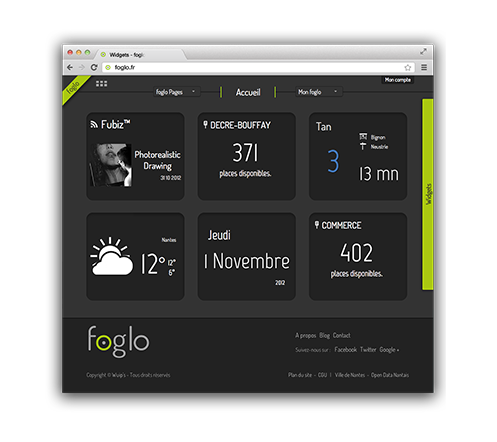 Widgets - foglo
foglo.fr
foglo
Mon compte
foglo Pages
Accueil
Mon foglo
Fubiz™
Photorealistic
Drawing
31 10 2012
DECRE-BOUFFAY
371
places disponibles.
Tan
3
Bignon
Neustrie
13 mn
Widgets
Nantes
12°
12°
6°
Jeudi
1 Novembre
2012
COMMERCE
402
places disponibles.
foglo
A propos Blog Contact
Suivez-nous sur : Facebook Twitter Google +
Copyright © Wiup's - Tous droits réservés
Plan du site - CGU | Ville de Nantes - Open Data Nantais